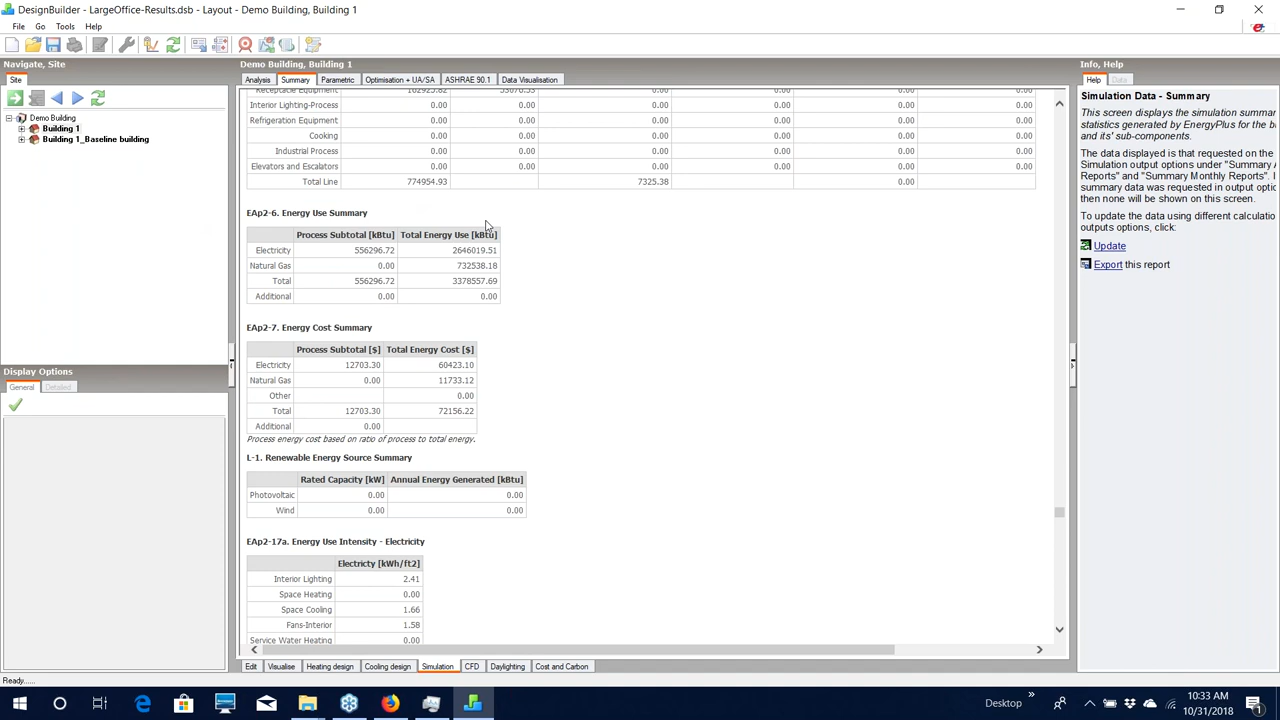 DesignBuilder - LargeOffice-Results.dsb - Layout - Demo Building, Building 1
File Go Tools Help
Navigate, Site
Site
Demo Building
Building 1
Building 1_Baseline building
Display Options
General Detailed
Demo Building, Building 1
Analysis Summary Parametric Optimisation + UA/SA ASHRAE 90.1 Data Visualisation
Receptacle Equipment 0.00 0.00 0.00 0.00
Interior Lighting-Process 0.00 0.00 0.00 0.00 0.00 0.00
Refrigeration Equipment 0.00 0.00 0.00 0.00 0.00 0.00
Cooking 0.00 0.00 0.00 0.00 0.00 0.00
Industrial Process 0.00 0.00 0.00 0.00 0.00 0.00
Elevators and Escalators 0.00 0.00 0.00 0.00 0.00 0.00
Total Line 774954.93 7325.38 0.00
EAp2-6. Energy Use Summary
Process Subtotal [kBtu] Total Energy Use [kBtu]
Electricity 556296.72 2646019.51
Natural Gas 0.00 732538.18
Total 556296.72 3378557.69
Additional 0.00 0.00
EAp2-7. Energy Cost Summary
Process Subtotal [$] Total Energy Cost [$]
Electricity 12703.30 60423.10
Natural Gas 0.00 11733.12
Other 0.00
Total 12703.30 72156.22
Additional 0.00
Process energy cost based on ratio of process to total energy.
L-1. Renewable Energy Source Summary
Rated Capacity [kW] Annual Energy Generated [kBtu]
Photovoltaic 0.00 0.00
Wind 0.00 0.00
EAp2-17a. Energy Use Intensity - Electricity
Electricty [kWh/ft2]
Interior Lighting 2.41
Space Heating 0.00
Space Cooling 1.66
Fans-Interior 1.58
Service Water Heating 0.00
Edit Visualise Heating design Cooling design Simulation CFD Daylighting Cost and Carbon
Info, Help
Help Data
Simulation Data - Summary
This screen displays the simulation summar
statistics generated by EnergyPlus for the b
and its' sub-components.
The data displayed is that requested on the
Simulation output options under "Summary A
Reports" and "Summary Monthly Reports". I
summary data was requested in output optio
then none will be shown on this screen.
To update the data using different calculatio
outputs options, click:
Update
Export this report
Ready.....
Desktop
10:33 AM
10/31/2018
1